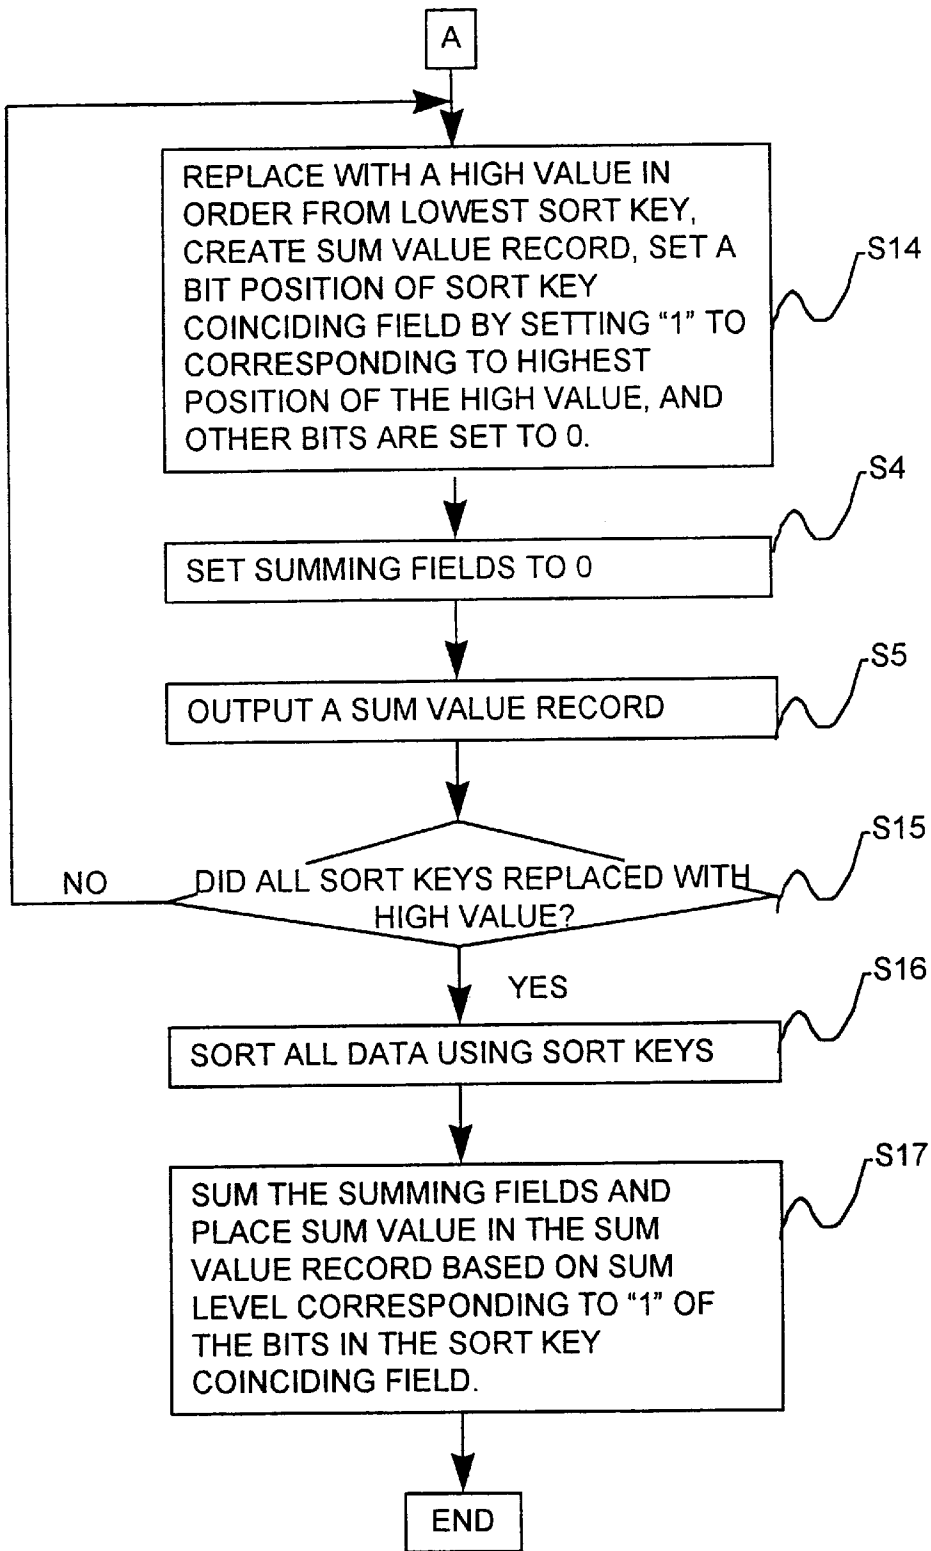 A
REPLACE WITH A HIGH VALUE IN
ORDER FROM LOWEST SORT KEY,
CREATE SUM VALUE RECORD, SET A
BIT POSITION OF SORT KEY
COINCIDING FIELD BY SETTING “1” TO
CORRESPONDING TO HIGHEST
POSITION OF THE HIGH VALUE, AND
OTHER BITS ARE SET TO 0.
S14
S4
SET SUMMING FIELDS TO 0
S5
OUTPUT A SUM VALUE RECORD
S15
NO
DID ALL SORT KEYS REPLACED WITH
HIGH VALUE?
YES
S16
SORT ALL DATA USING SORT KEYS
S17
SUM THE SUMMING FIELDS AND
PLACE SUM VALUE IN THE SUM
VALUE RECORD BASED ON SUM
LEVEL CORRESPONDING TO “1” OF
THE BITS IN THE SORT KEY
COINCIDING FIELD.
END